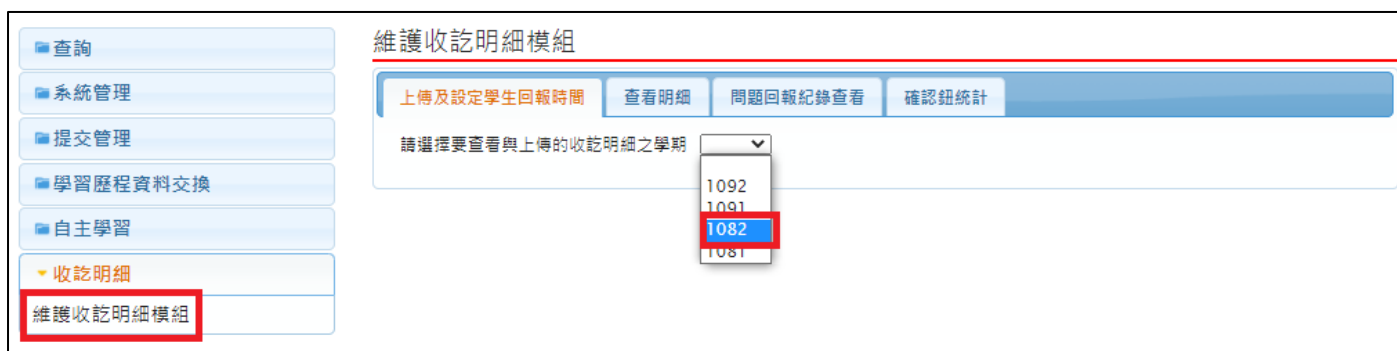 查詢
系統管理
提交管理
學習歷程資料交換
自主學習
收訖明細
維護收訖明細模組
維護收訖明細模組
上傳及設定學生回報時間
查看明細
問題回報紀錄查看
確認鈕統計
請選擇要查看與上傳的收訖明細之學期
1092
1091
1082
1081